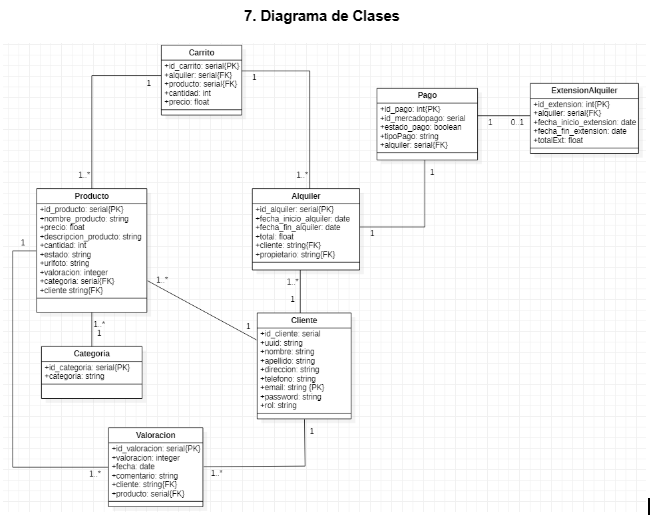 7. Diagrama de Clases
Carrito
+id_carrito: serial{PK}
+alquiler: serial{FK}
+producto: serial{FK}
+cantidad: int
+precio: float
1
1
1..*
1..*
Pago
+id_pago: int{PK}
+id_mercadopago: serial
+estado_pago: boolean
+tipoPago: string
+alquiler: serial{FK}
1
0..1
1
ExtensionAlquiler
+id_extension: int{PK}
+alquiler: serial{FK}
+fecha_inicio_extension: date
+fecha_fin_extension: date
+totalExt: float
Producto
+id_producto: serial{PK}
+nombre_producto: string
+precio: float
+descripcion_producto: string
+cantidad: int
+estado: string
+urlfoto: string
+valoracion: integer
+categoria: serial{FK}
+cliente string{FK}
1
1..*
1..*
1
Alquiler
+id_alquiler: serial{PK}
+fecha_inicio_alquiler: date
+fecha_fin_alquiler: date
+total: float
+cliente: string{FK}
+propietario: string{FK}
1
1..*
1
Categoria
+id_categoria: serial{PK}
+categoria: string
Cliente
+id_cliente: serial
+uuid: string
+nombre: string
+apellido: string
+direccion: string
+telefono: string
+email: string {PK}
+password: string
+rol: string
1
1
Valoracion
+id_valoracion: serial{PK}
+valoracion: integer
+fecha: date
+comentario: string
+cliente: string{FK}
+producto: serial{FK}
1..*
1..*